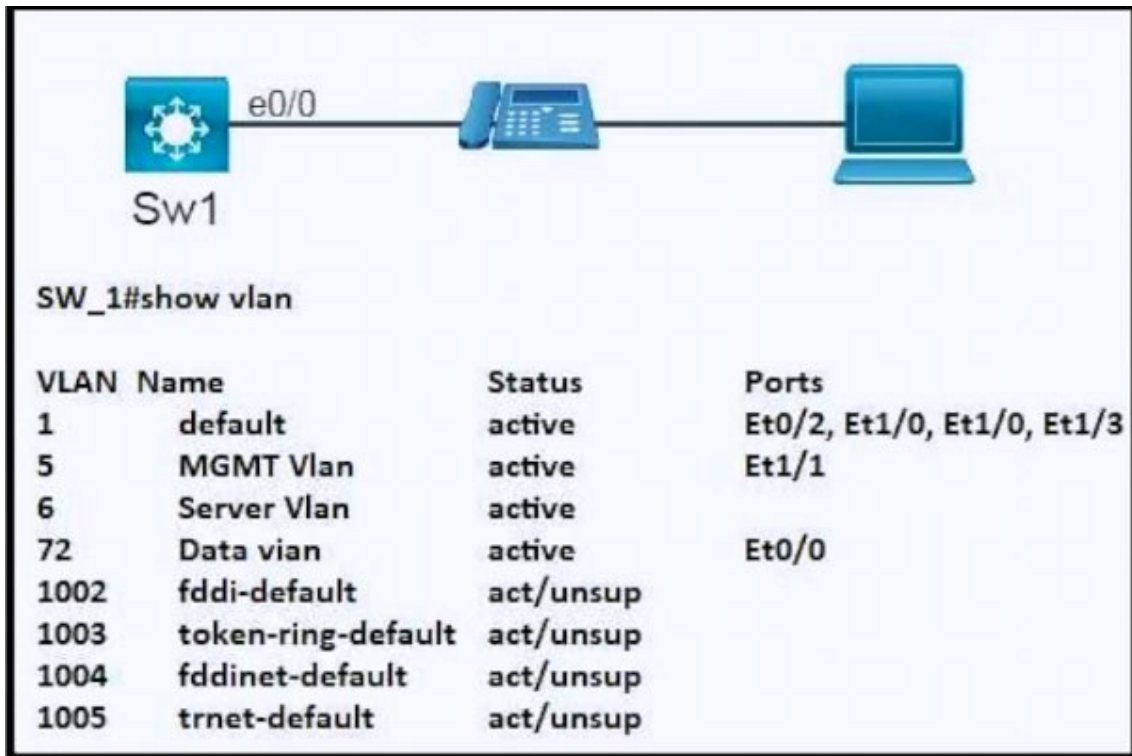 e0/0
Sw1
SW_1#show vlan
VLAN Name Status Ports
1 default active Et0/2, Et1/0, Et1/0, Et1/3
5 MGMT Vlan active Et1/1
6 Server Vlan active
72 Data vian active Et0/0
1002 fddi-default act/unsup
1003 token-ring-default act/unsup
1004 fddinet-default act/unsup
1005 trnet-default act/unsup